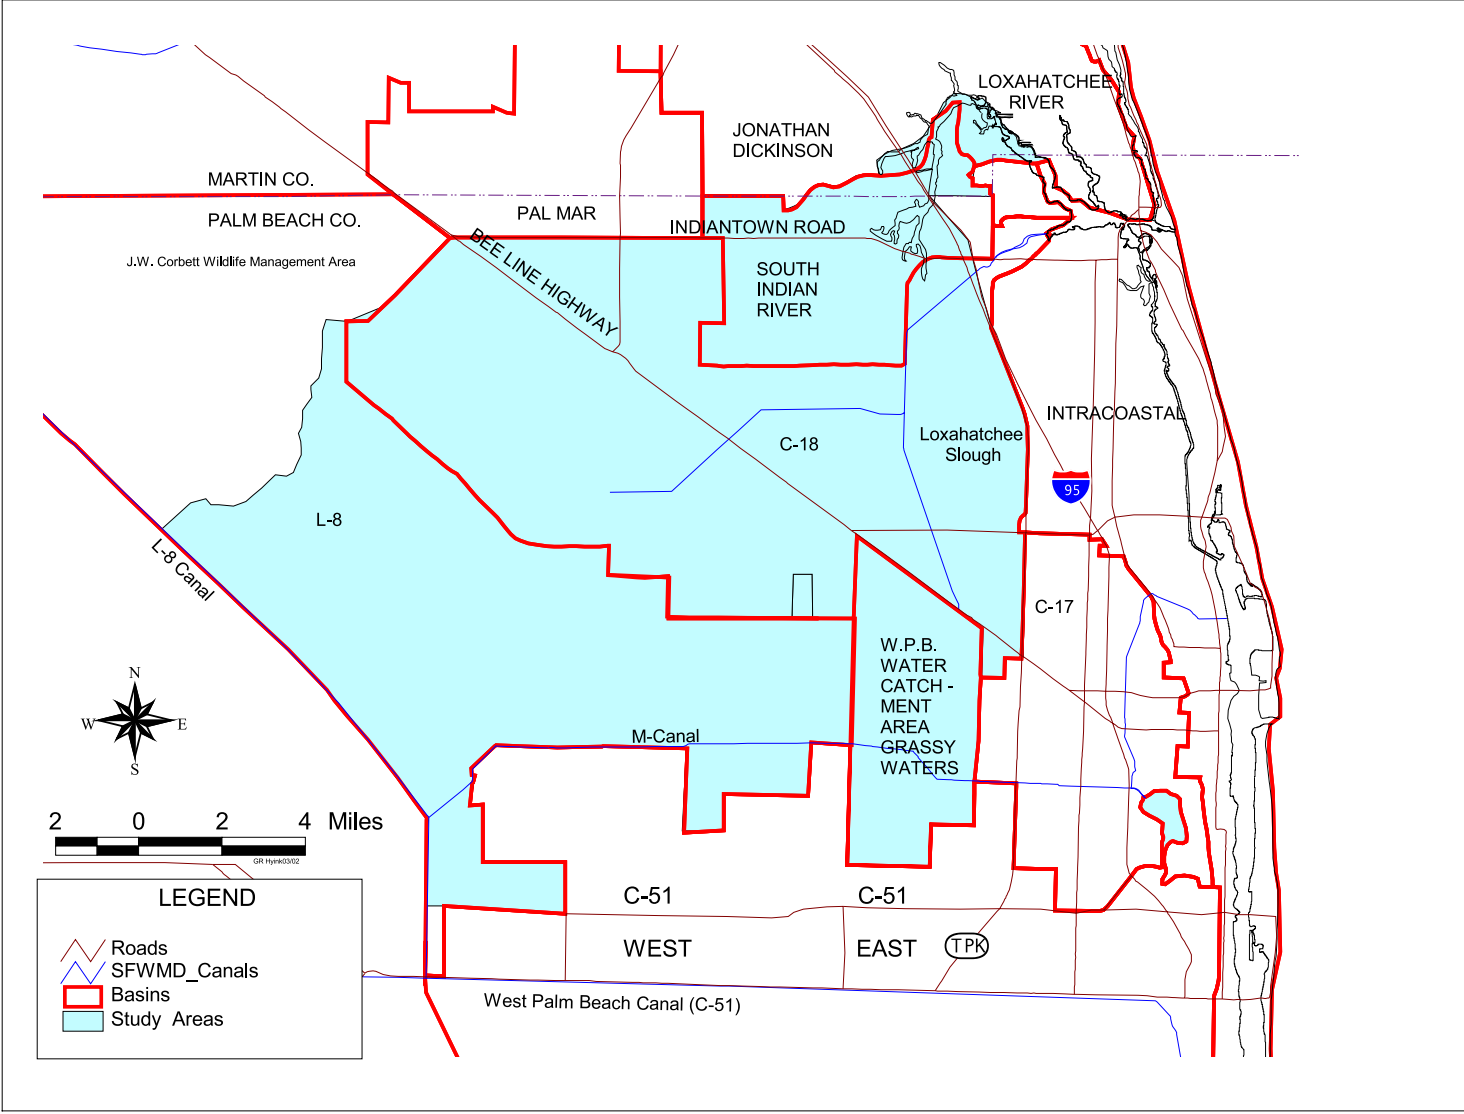 LOXAHATCHEE
RIVER
JONATHAN
DICKINSON
MARTIN CO.
PALM BEACH CO.
PAL MAR
INDIANTOWN ROAD
BEE LINE HIGHWAY
J.W. Corbett Wildlife Management Area
SOUTH
INDIAN
RIVER
INTRACOASTAL
C-18
Loxahatchee
Slough
95
L-8
L-8 Canal
C-17
W.P.B.
WATER
CATCH -
MENT
AREA
GRASSY
WATERS
M-Canal
N
W
E
S
2 0 2 4 Miles
GR Hyink03/02
LEGEND
Roads
SFWMD_Canals
Basins
Study Areas
C-51
WEST
C-51
EAST
TPK
West Palm Beach Canal (C-51)